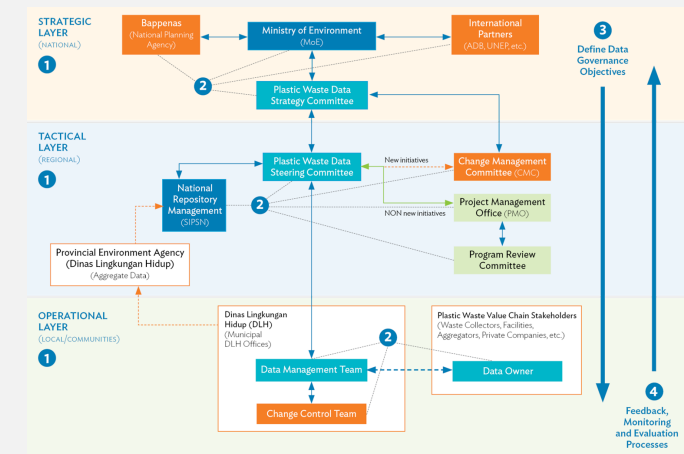 STRATEGIC
LAYER
(NATIONAL)
1
Bappenas
(National Planning
Agency)
Ministry of Environment
(MoE)
International
Partners
(ADB, UNEP, etc.)
2
Plastic Waste Data
Strategy Committee
3
Define Data
Governance
Objectives
TACTICAL
LAYER
(REGIONAL)
1
Plastic Waste Data
Steering Committee
New initiatives
Change Management
Committee (CMC)
National
Repository
Management
(SIPSN)
2
NON new initiatives
Project Management
Office (PMO)
Program Review
Committee
Provincial Environment Agency
(Dinas Lingkungan Hidup)
(Aggregate Data)
OPERATIONAL
LAYER
(LOCAL/COMMUNITIES)
1
Dinas Lingkungan
Hidup (DLH)
(Municipal
DLH Offices)
2
Data Management Team
Change Control Team
Plastic Waste Value Chain Stakeholders
(Waste Collectors, Facilities,
Aggregators, Private Companies, etc.)
Data Owner
4
Feedback,
Monitoring
and Evaluation
Processes